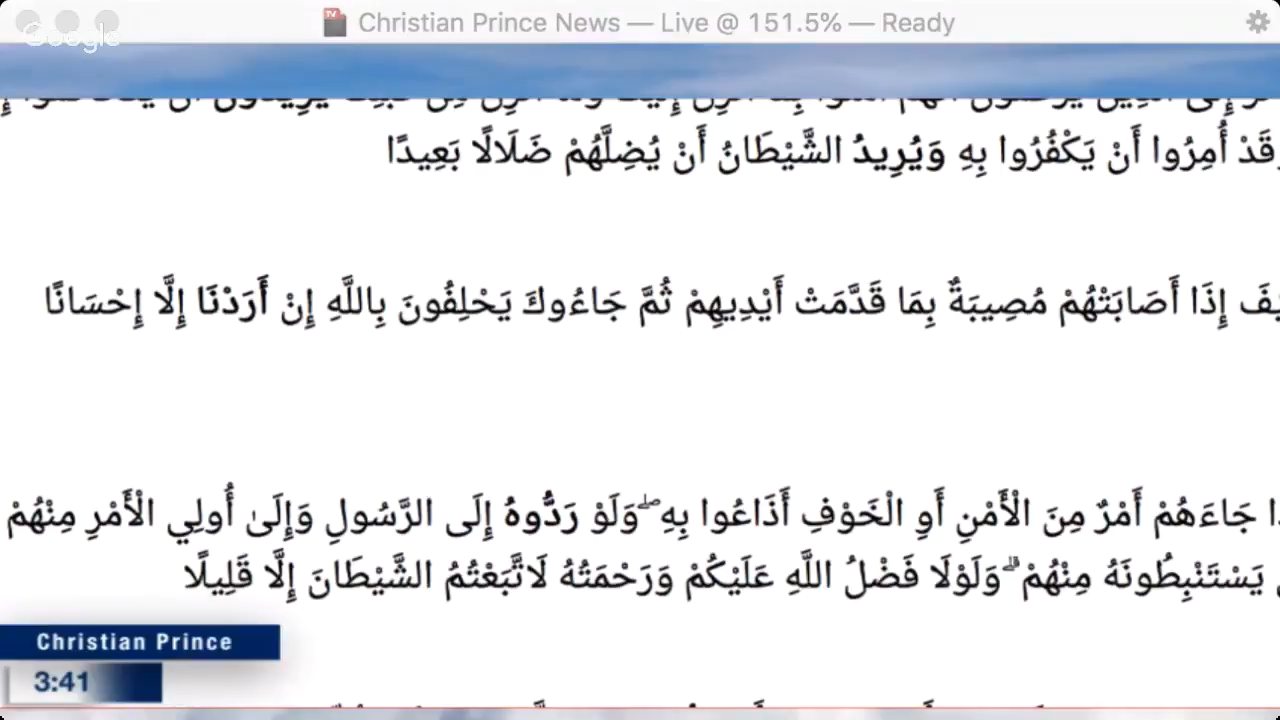 Christian Prince News — Live @ 151.5% — Ready
Google
وَقَدْ أُمِرُوا أَنْ يَكْفُرُوا بِهِ وَيُرِيدُ الشَّيْطَانُ أَنْ يُضِلَّهُمْ ضَلَالًا بَعِيدًا
إِذَا أَصَابَتْهُمْ مُصِيبَةٌ بِمَا قَدَّمَتْ أَيْدِيهِمْ ثُمَّ جَاءُوكَ يَحْلِفُونَ بِاللَّهِ إِنْ أَرَدْنَا إِلَّا إِحْسَانًا
جَاءَهُمْ أَمْرٌ مِنَ الْأَمْنِ أَوِ الْخَوْفِ أَذَاعُوا بِهِ ۖ وَلَوْ رَدُّوهُ إِلَى الرَّسُولِ وَإِلَىٰ أُولِي الْأَمْرِ مِنْهُمْ
يَسْتَنْبِطُونَهُ مِنْهُمْ ۗ وَلَوْلَا فَضْلُ اللَّهِ عَلَيْكُمْ وَرَحْمَتُهُ لَاتَّبَعْتُمُ الشَّيْطَانَ إِلَّا قَلِيلًا
Christian Prince
3:41